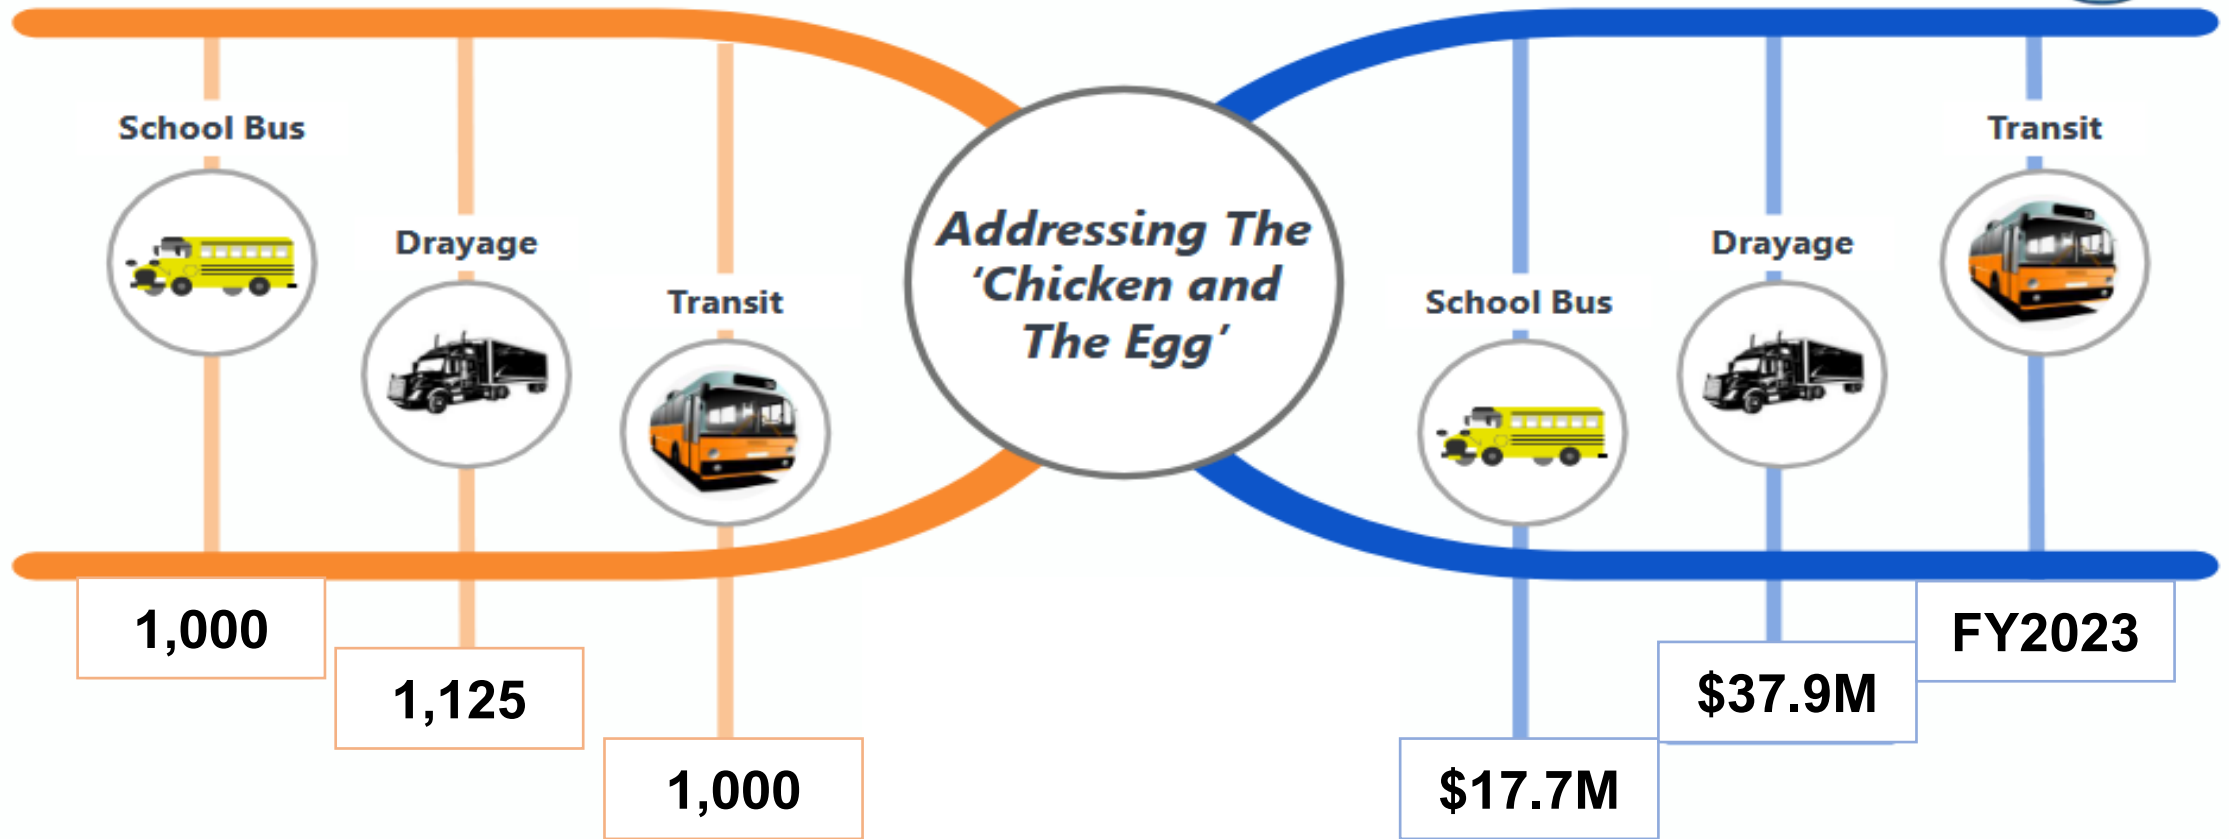 School Bus
Drayage
Transit
1,000
1,125
1,000
Addressing The
‘Chicken and
The Egg’
School Bus
Drayage
Transit
$17.7M
$37.9M
FY2023